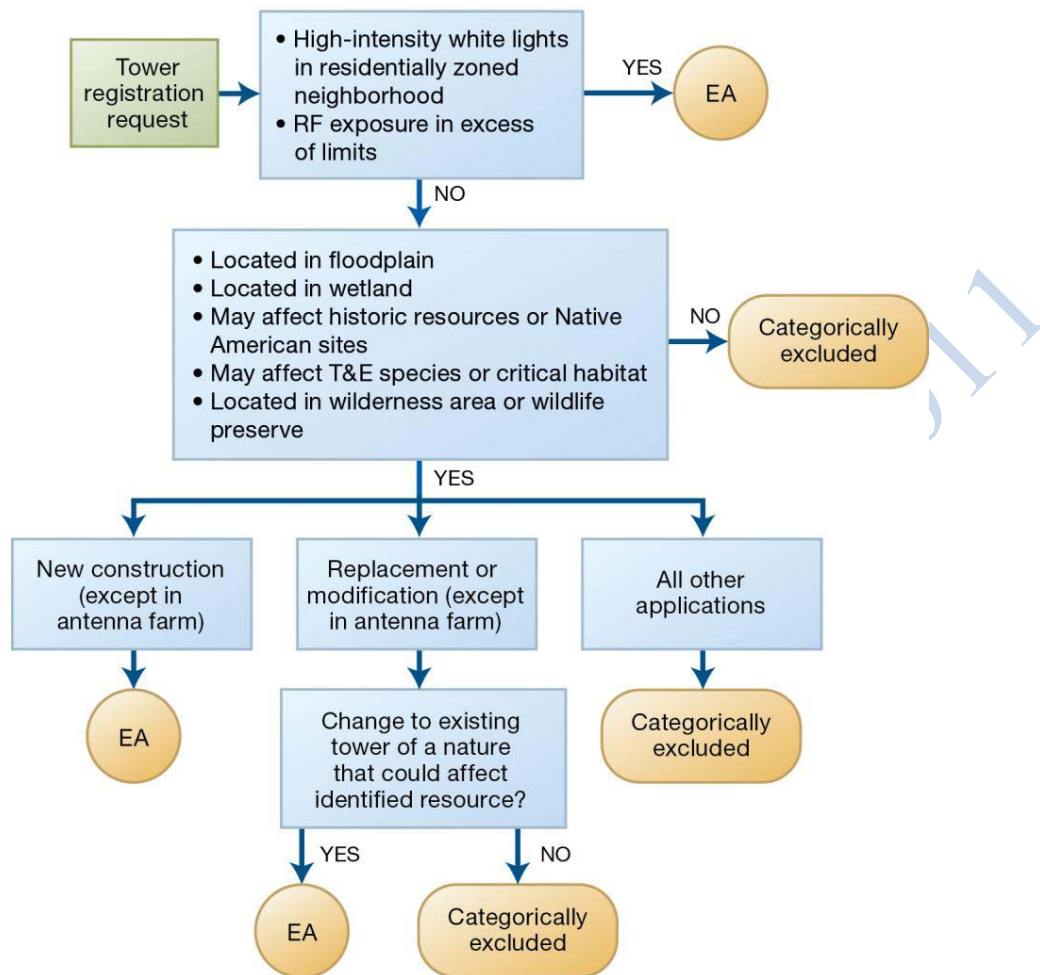 Tower
registration
request
• High-intensity white lights
in residentially zoned
neighborhood
• RF exposure in excess
of limits
YES
EA
NO
• Located in floodplain
• Located in wetland
• May affect historic resources or Native
American sites
• May affect T&E species or critical habitat
• Located in wilderness area or wildlife
preserve
NO
Categorically
excluded
YES
New construction
(except in
antenna farm)
Replacement or
modification (except
in antenna farm)
All other
applications
EA
Change to existing
tower of a nature
that could affect
identified resource?
Categorically
excluded
YES
NO
EA
Categorically
excluded